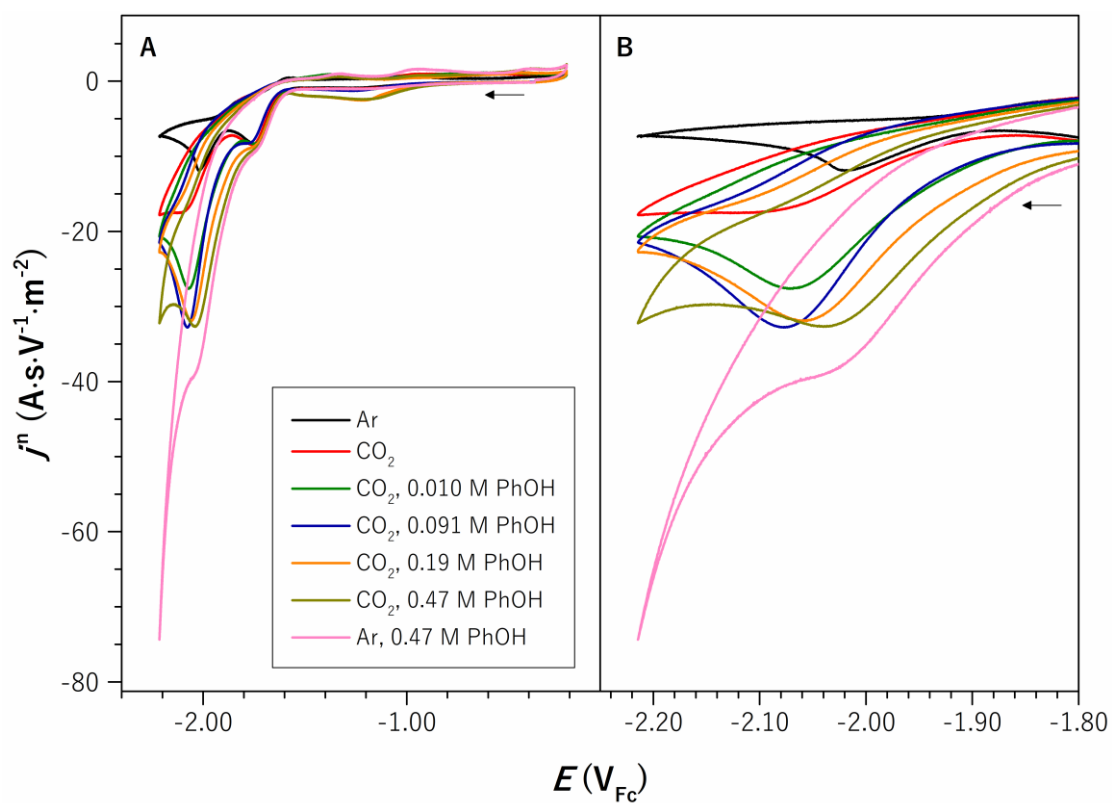 A
B
0
-20
-40
-60
-80
jⁿ (A·s·V⁻¹·m⁻²)
Ar
CO₂
CO₂, 0.010 M PhOH
CO₂, 0.091 M PhOH
CO₂, 0.19 M PhOH
CO₂, 0.47 M PhOH
Ar, 0.47 M PhOH
-2.00 -1.00 -2.20 -2.10 -2.00 -1.90 -1.80
E (V_Fc)